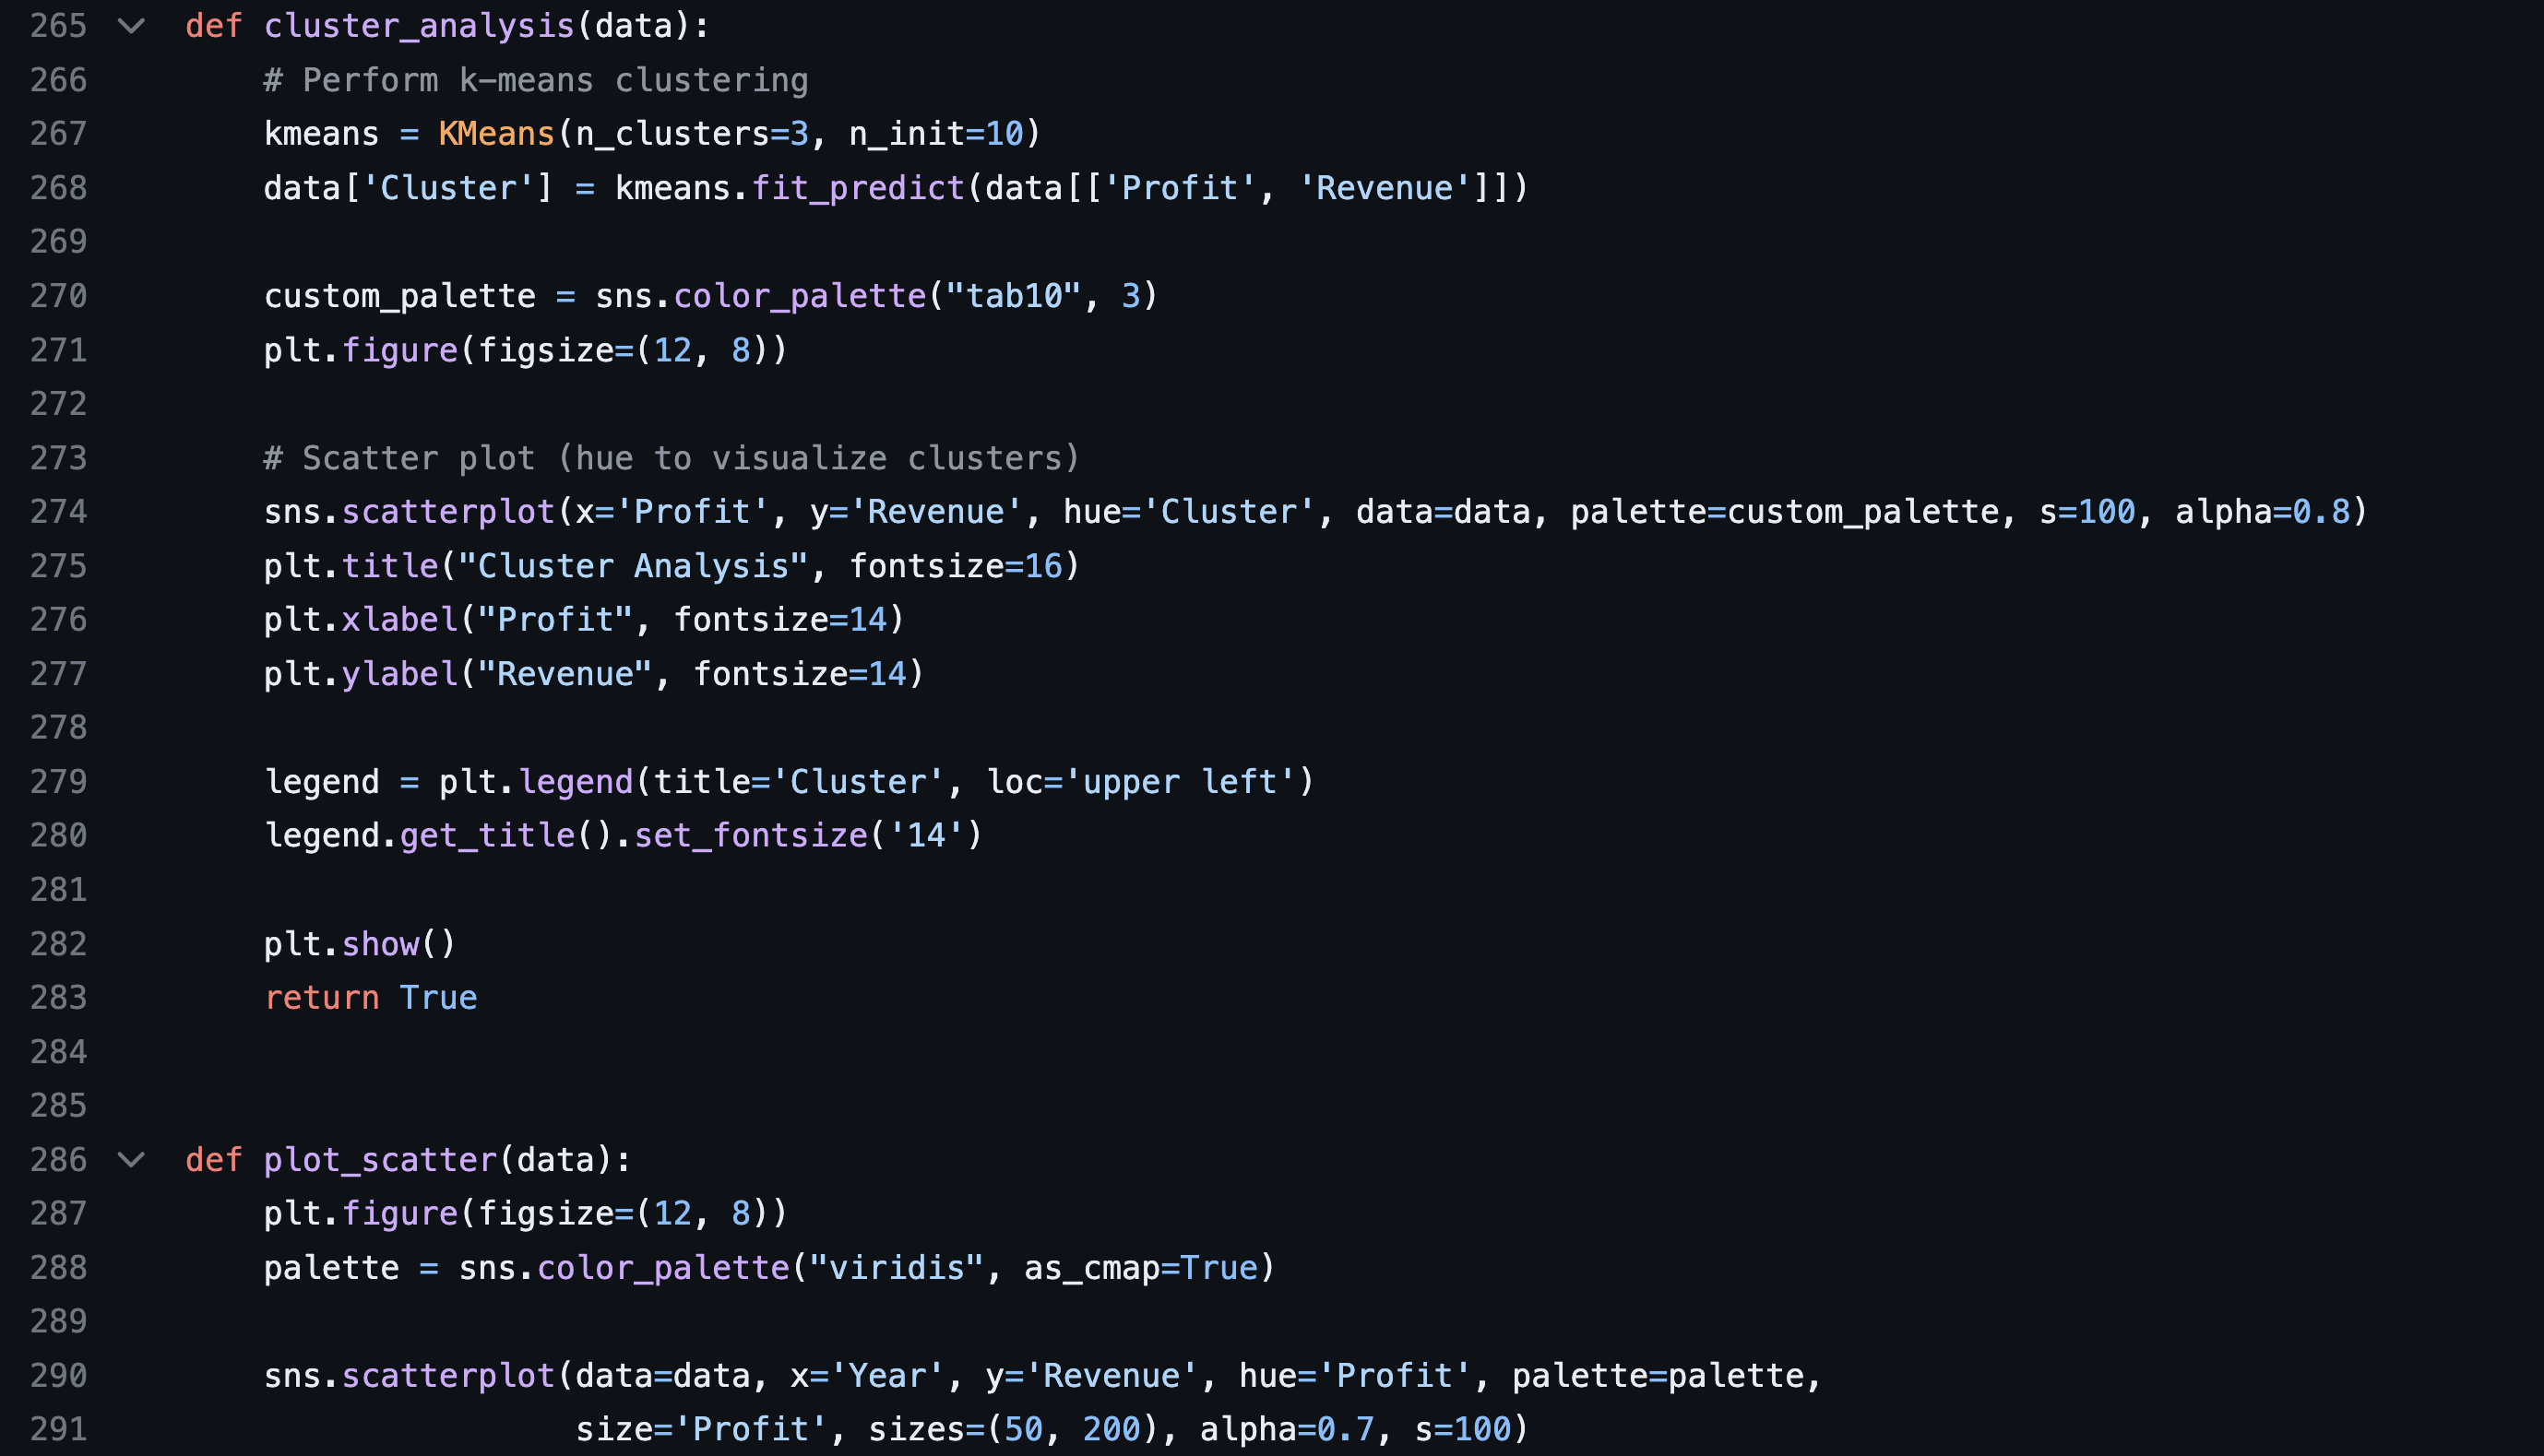 265 def cluster_analysis(data):
266 # Perform k-means clustering
267 kmeans = KMeans(n_clusters=3, n_init=10)
268 data['Cluster'] = kmeans.fit_predict(data[['Profit', 'Revenue']])
269
270 custom_palette = sns.color_palette("tab10", 3)
271 plt.figure(figsize=(12, 8))
272
273 # Scatter plot (hue to visualize clusters)
274 sns.scatterplot(x='Profit', y='Revenue', hue='Cluster', data=data, palette=custom_palette, s=100, alpha=0.8)
275 plt.title("Cluster Analysis", fontsize=16)
276 plt.xlabel("Profit", fontsize=14)
277 plt.ylabel("Revenue", fontsize=14)
278
279 legend = plt.legend(title='Cluster', loc='upper left')
280 legend.get_title().set_fontsize('14')
281
282 plt.show()
283 return True
284
285
286 def plot_scatter(data):
287 plt.figure(figsize=(12, 8))
288 palette = sns.color_palette("viridis", as_cmap=True)
289
290 sns.scatterplot(data=data, x='Year', y='Revenue', hue='Profit', palette=palette,
291 size='Profit', sizes=(50, 200), alpha=0.7, s=100)